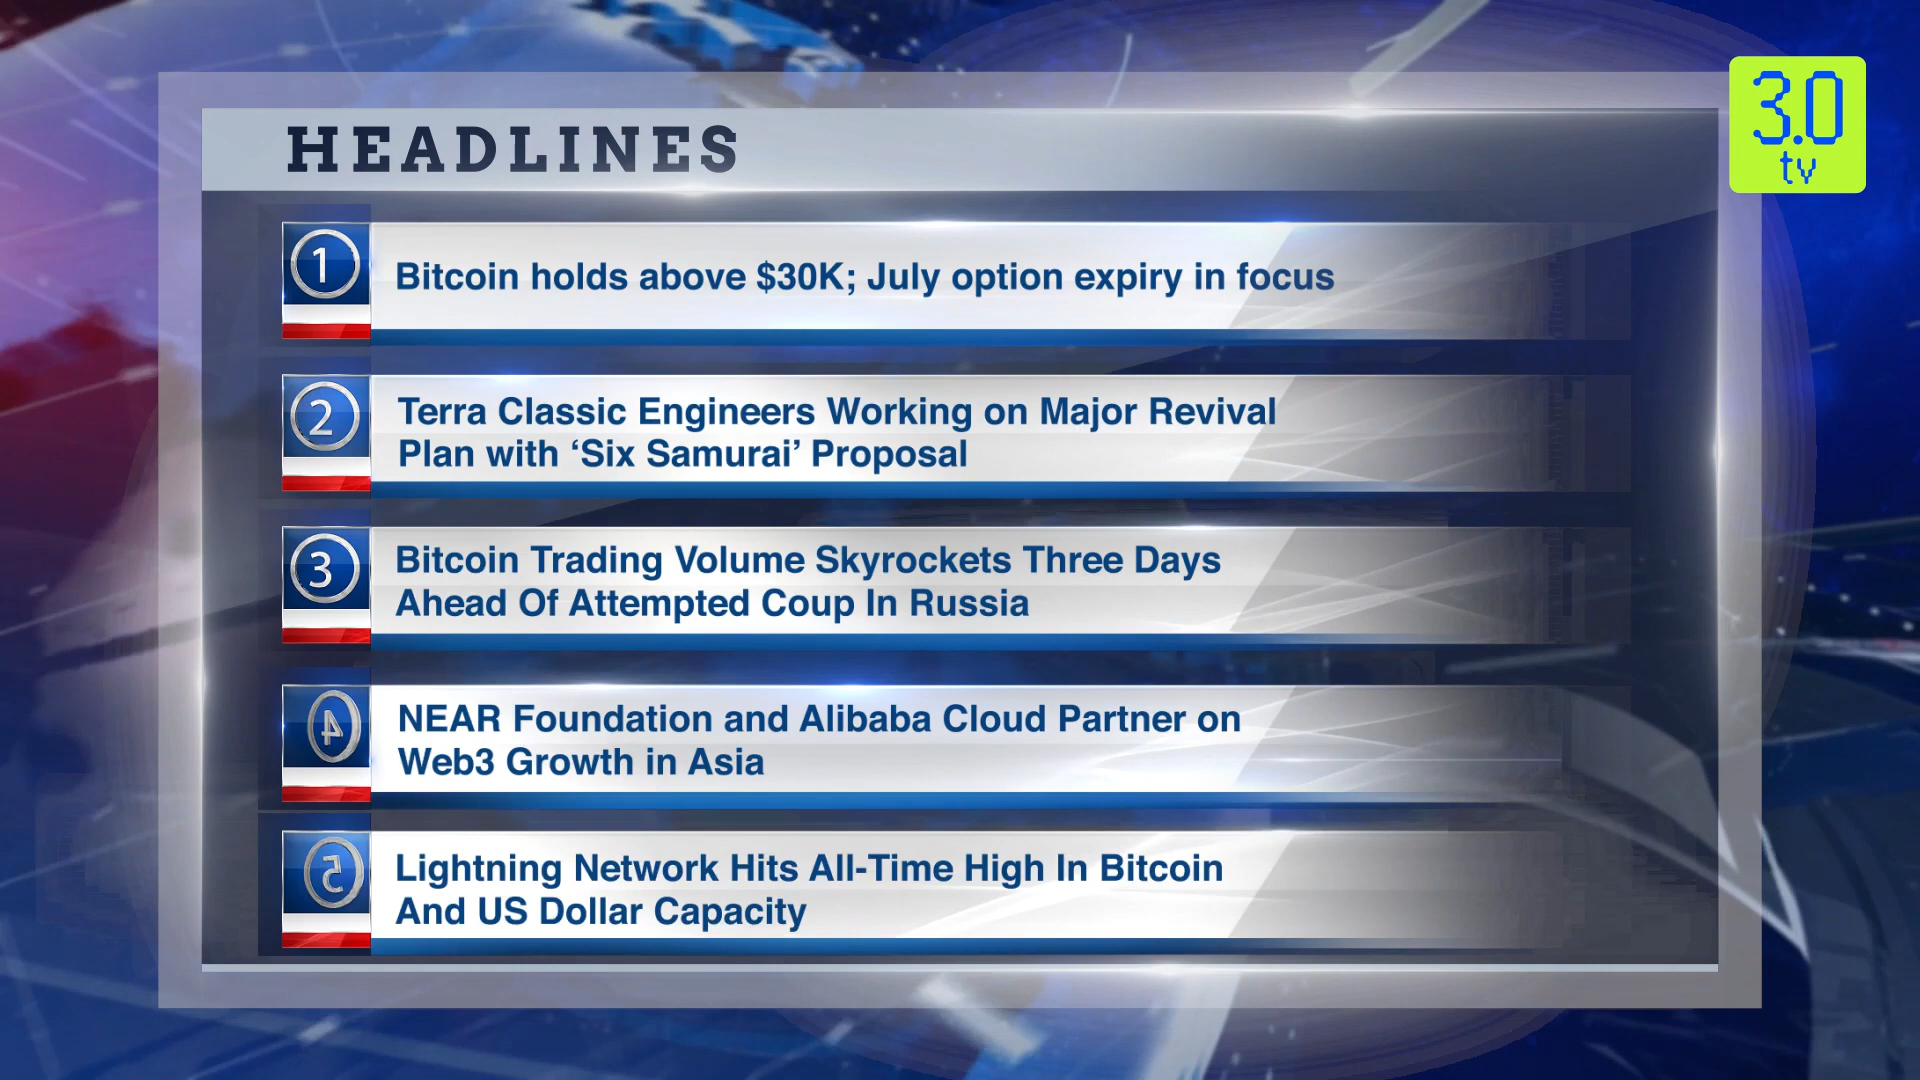 3.0
tv
HEADLINES
1
Bitcoin holds above $30K; July option expiry in focus
2
Terra Classic Engineers Working on Major Revival
Plan with ‘Six Samurai’ Proposal
3
Bitcoin Trading Volume Skyrockets Three Days
Ahead Of Attempted Coup In Russia
4
NEAR Foundation and Alibaba Cloud Partner on
Web3 Growth in Asia
5
Lightning Network Hits All-Time High In Bitcoin
And US Dollar Capacity